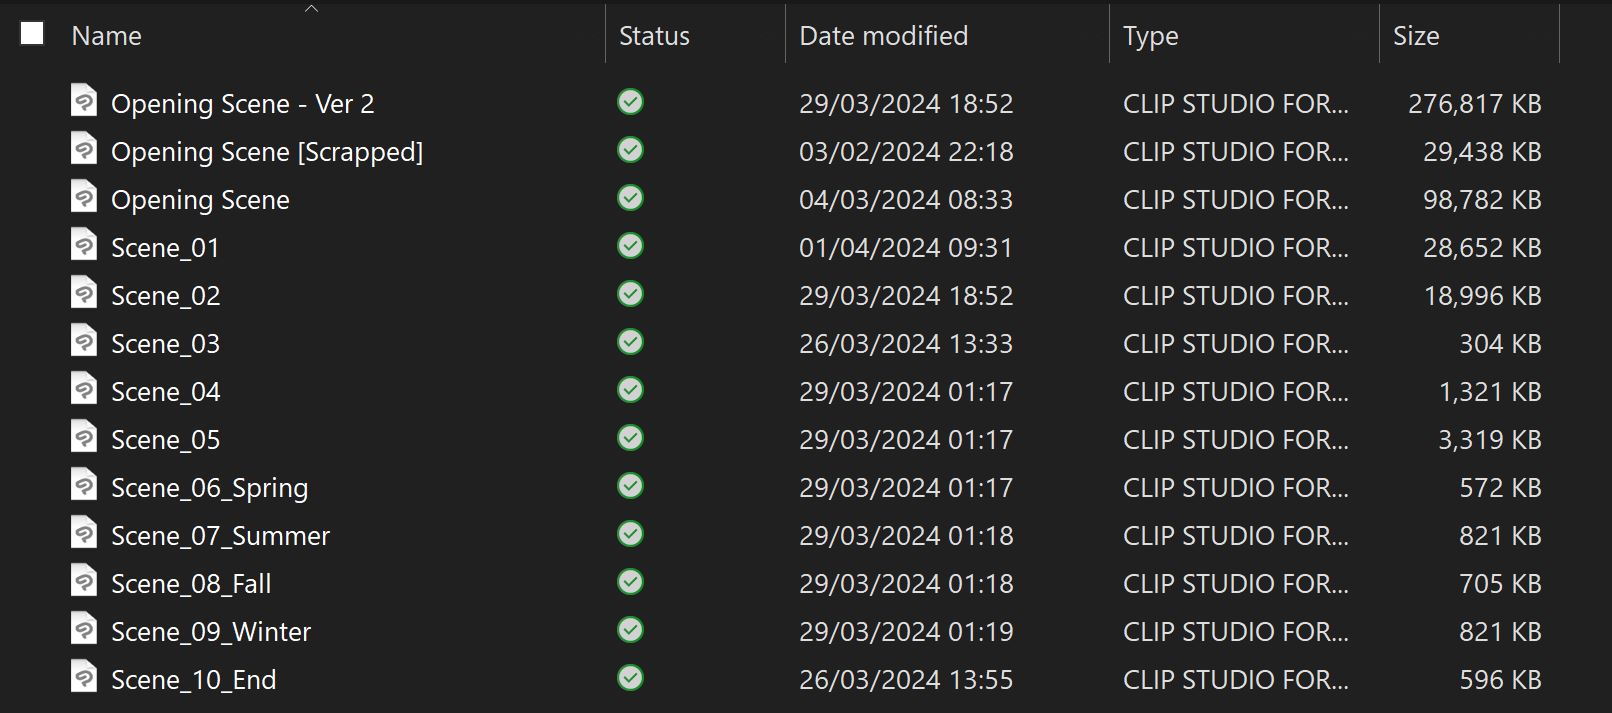 Name Status Date modified Type Size
Opening Scene - Ver 2 29/03/2024 18:52 CLIP STUDIO FOR... 276,817 KB
Opening Scene [Scrapped] 03/02/2024 22:18 CLIP STUDIO FOR... 29,438 KB
Opening Scene 04/03/2024 08:33 CLIP STUDIO FOR... 98,782 KB
Scene_01 01/04/2024 09:31 CLIP STUDIO FOR... 28,652 KB
Scene_02 29/03/2024 18:52 CLIP STUDIO FOR... 18,996 KB
Scene_03 26/03/2024 13:33 CLIP STUDIO FOR... 304 KB
Scene_04 29/03/2024 01:17 CLIP STUDIO FOR... 1,321 KB
Scene_05 29/03/2024 01:17 CLIP STUDIO FOR... 3,319 KB
Scene_06_Spring 29/03/2024 01:17 CLIP STUDIO FOR... 572 KB
Scene_07_Summer 29/03/2024 01:18 CLIP STUDIO FOR... 821 KB
Scene_08_Fall 29/03/2024 01:18 CLIP STUDIO FOR... 705 KB
Scene_09_Winter 29/03/2024 01:19 CLIP STUDIO FOR... 821 KB
Scene_10_End 26/03/2024 13:55 CLIP STUDIO FOR... 596 KB